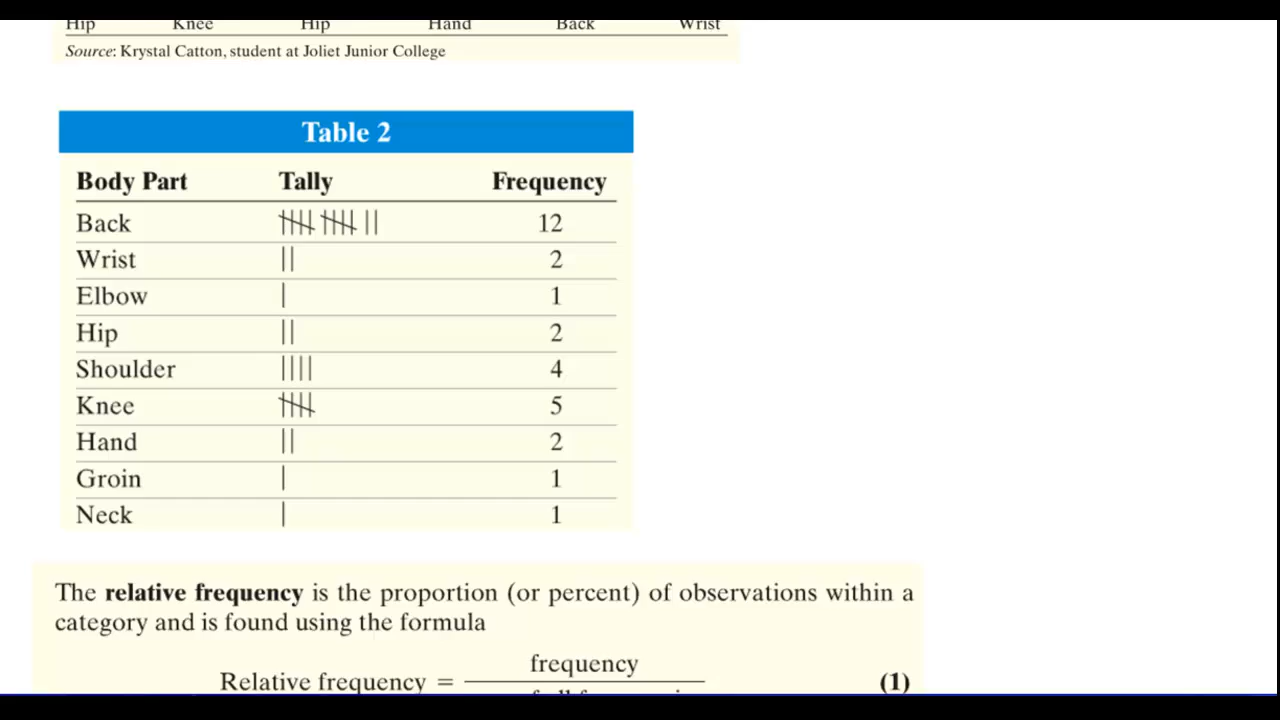 Hip Knee Hip Hand Back Wrist
Source: Krystal Catton, student at Joliet Junior College
Table 2
Body Part Tally Frequency
Back 12
Wrist 2
Elbow 1
Hip 2
Shoulder 4
Knee 5
Hand 2
Groin 1
Neck 1
The relative frequency is the proportion (or percent) of observations within a
category and is found using the formula
frequency
Relative frequency = (1)